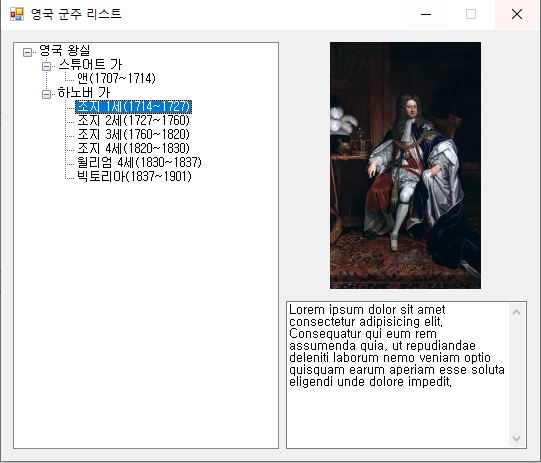 영국 군주 리스트
영국 왕실
스튜어트 가
앤(1707~1714)
하노버 가
조지 1세(1714~1727)
조지 2세(1727~1760)
조지 3세(1760~1820)
조지 4세(1820~1830)
윌리엄 4세(1830~1837)
빅토리아(1837~1901)
Lorem ipsum dolor sit amet
consectetur adipisicing elit.
Consequatur qui eum rem
assumenda quia, ut repudiandae
deleniti laborum nemo veniam optio
quisquam earum aperiam esse soluta
eligendi unde dolore impedit.